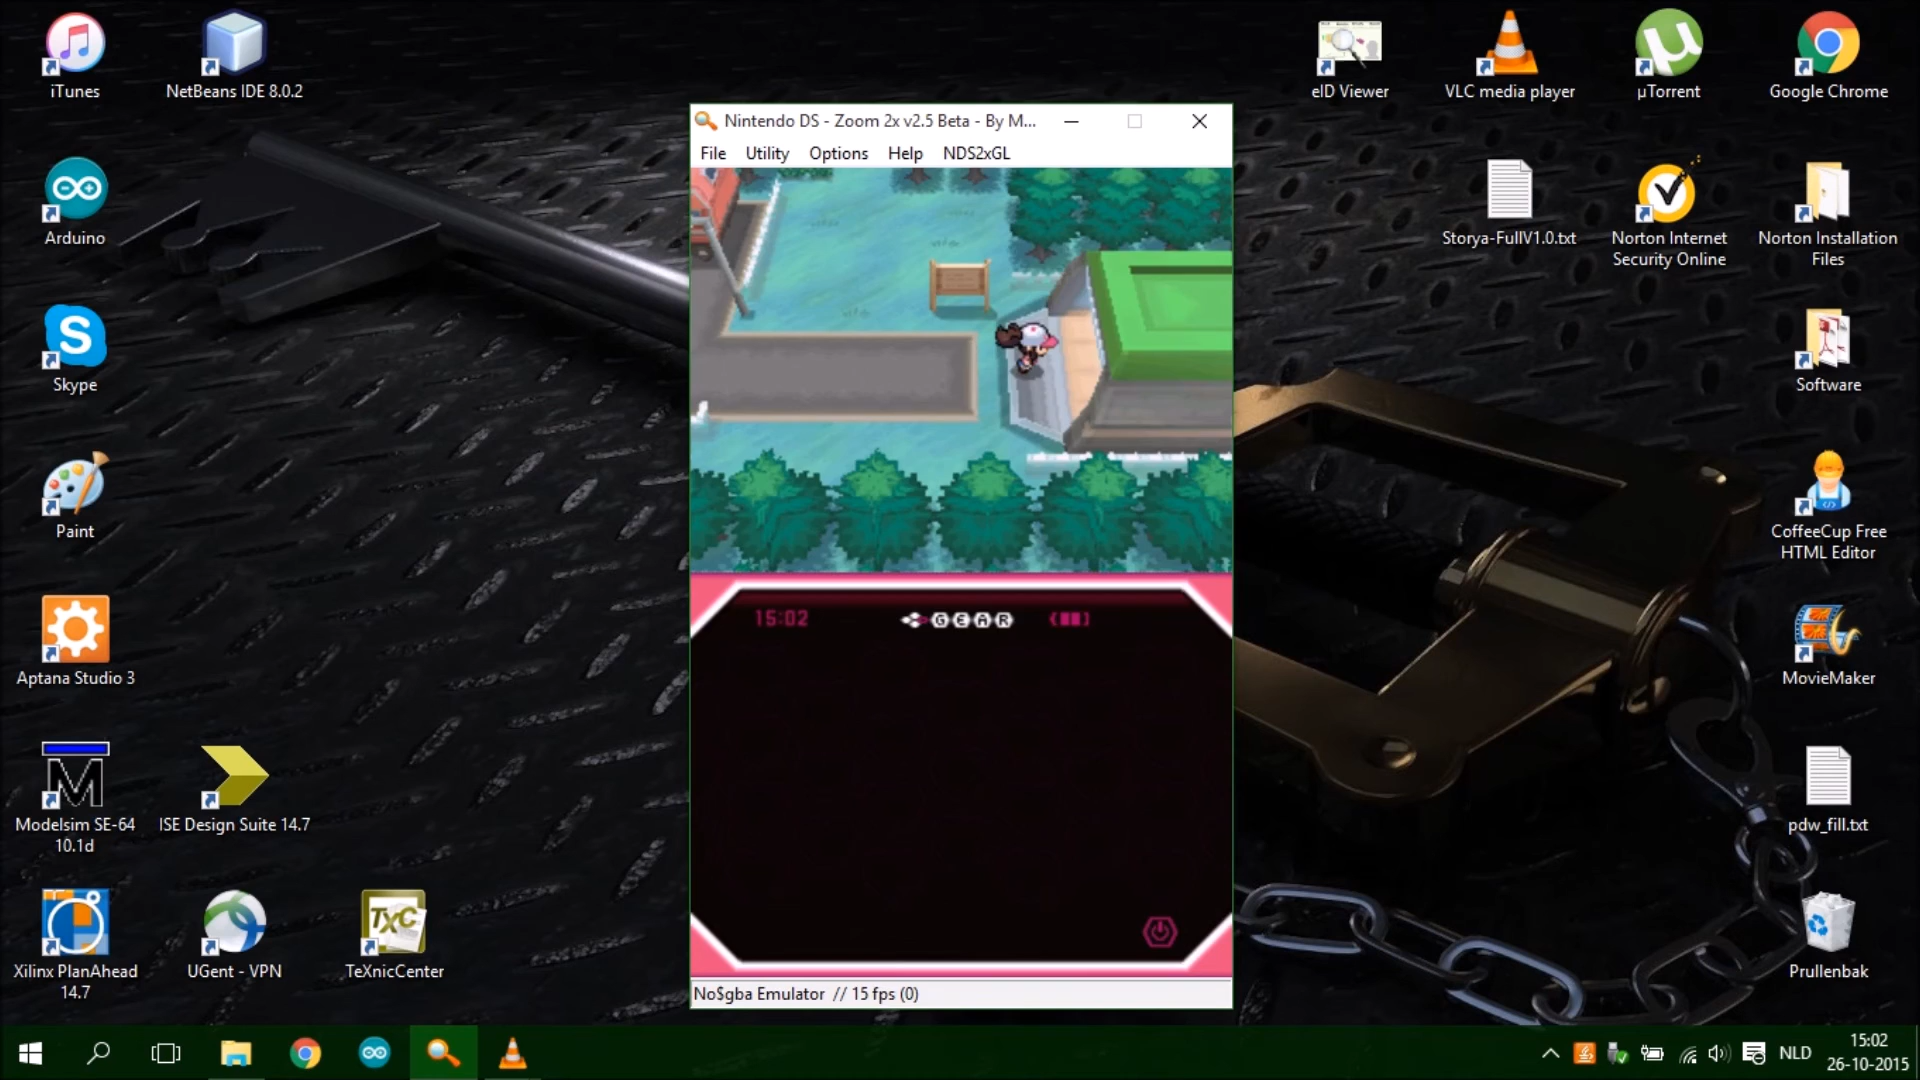 iTunes
NetBeans IDE 8.0.2
eID Viewer
VLC media player
µTorrent
Google Chrome
Nintendo DS - Zoom 2x v2.5 Beta - By M...
File Utility Options Help NDS2xGL
Arduino
Storya-FullV1.0.txt
Norton Internet
Security Online
Norton Installation
Files
Skype
Software
Paint
CoffeeCup Free
HTML Editor
15:02
GEAR
Aptana Studio 3
MovieMaker
M
Modelsim SE-64
10.1d
ISE Design Suite 14.7
pdw_fill.txt
TxC
Xilinx PlanAhead
14.7
UGent - VPN
TeXnicCenter
Prullenbak
No$gba Emulator // 15 fps (0)
NLD
15:02
26-10-2015